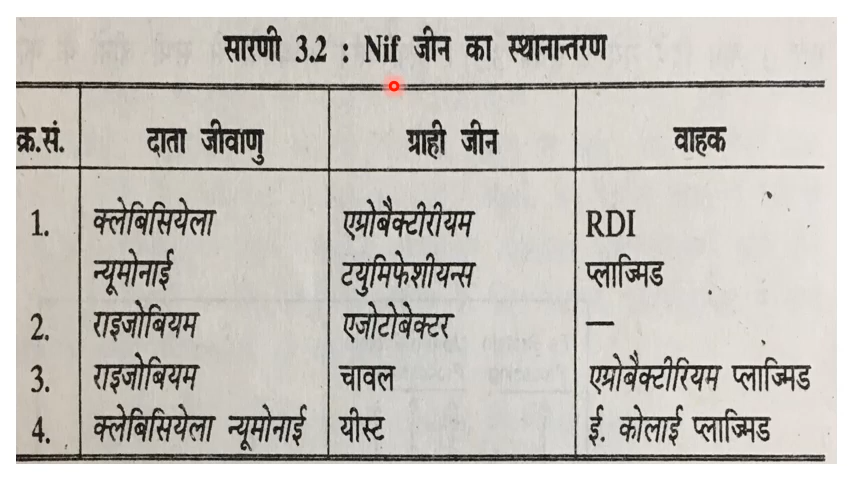 सारणी 3.2 : Nif जीन का स्थानान्तरण
क्र.सं. दाता जीवाणु ग्राही जीन वाहक
1. क्लेबिसियेला एग्रोबैक्टीरीयम RDI
न्यूमोनाई टयुमिफेशीयन्स प्लाज्मिड
2. राइजोबियम एजोटोबेक्टर —
3. राइजोबियम चावल एग्रोबैक्टीरियम प्लाज्मिड
4. क्लेबिसियेला न्यूमोनाई यीस्ट ई. कोलाई प्लाज्मिड